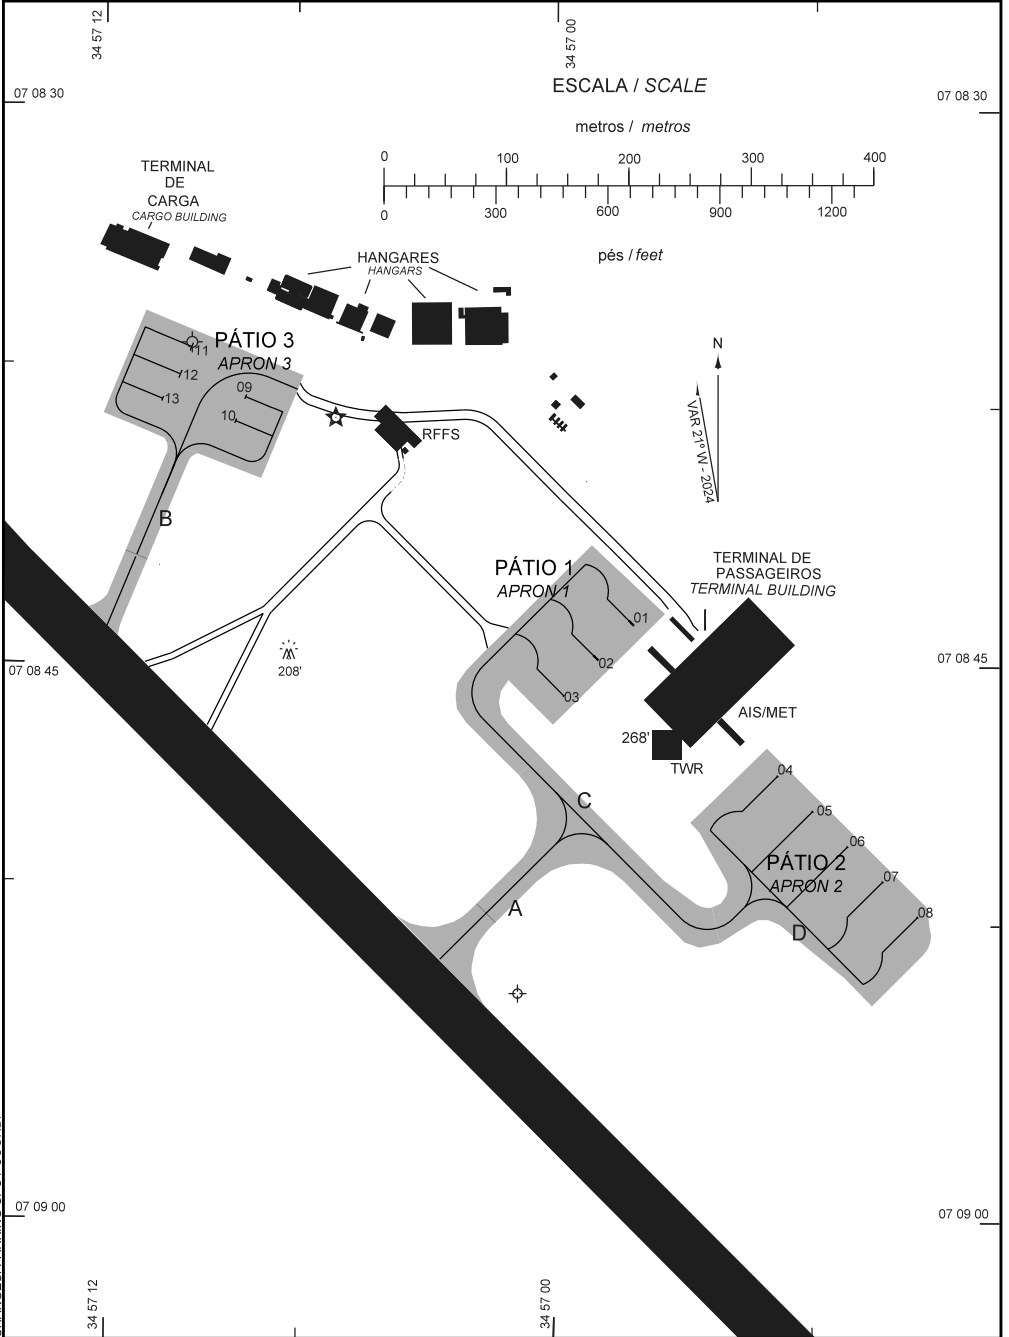 34 57 12
34 57 00
07 08 30
07 08 30
ESCALA / SCALE
metros / metros
0 100 200 300 400
0 300 600 900 1200
pés / feet
TERMINAL
DE
CARGA
CARGO BUILDING
HANGARES
HANGARS
PÁTIO 3
APRON 3
11
12
13
09
10
RFFS
N
VAR 21º W - 2024
B
PÁTIO 1
APRON 1
01
02
03
TERMINAL DE
PASSAGEIROS
TERMINAL BUILDING
208'
07 08 45
07 08 45
AIS/MET
268'
TWR
04
05
06
07
08
C
PÁTIO 2
APRON 2
A
D
07 09 00
07 09 00
34 57 12
34 57 00